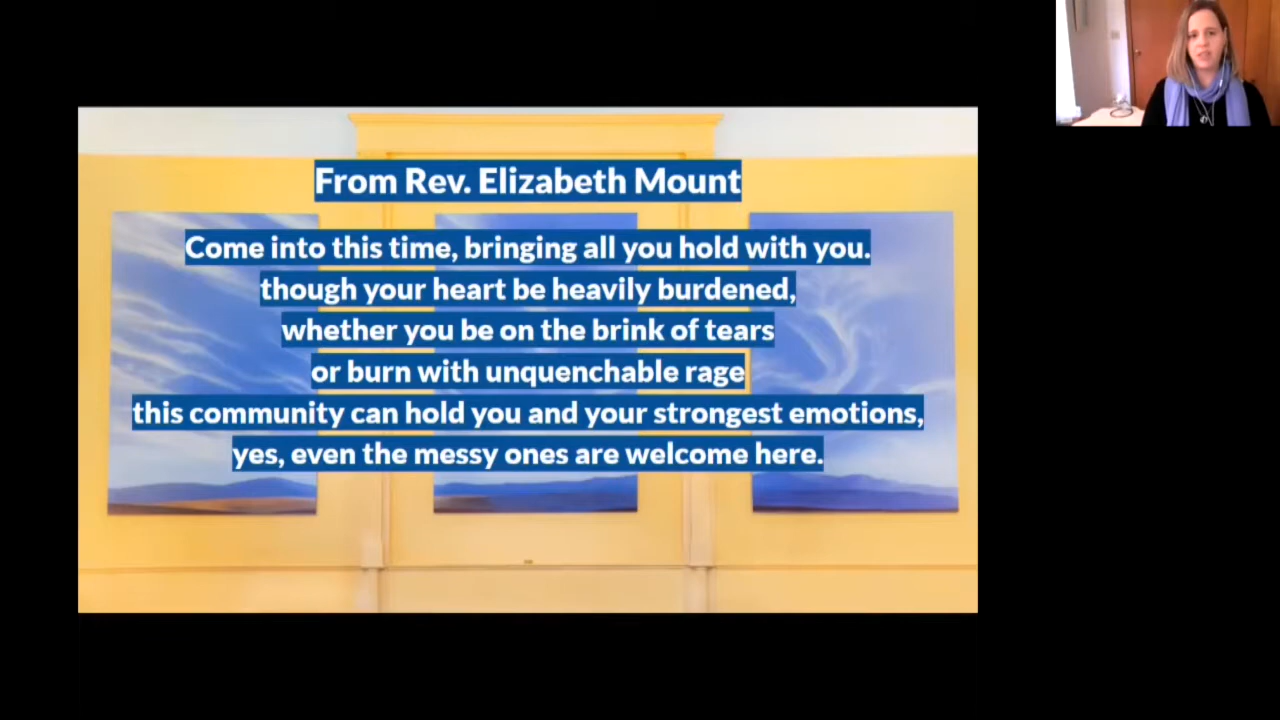 From Rev. Elizabeth Mount
Come into this time, bringing all you hold with you.
though your heart be heavily burdened,
whether you be on the brink of tears
or burn with unquenchable rage
this community can hold you and your strongest emotions,
yes, even the messy ones are welcome here.